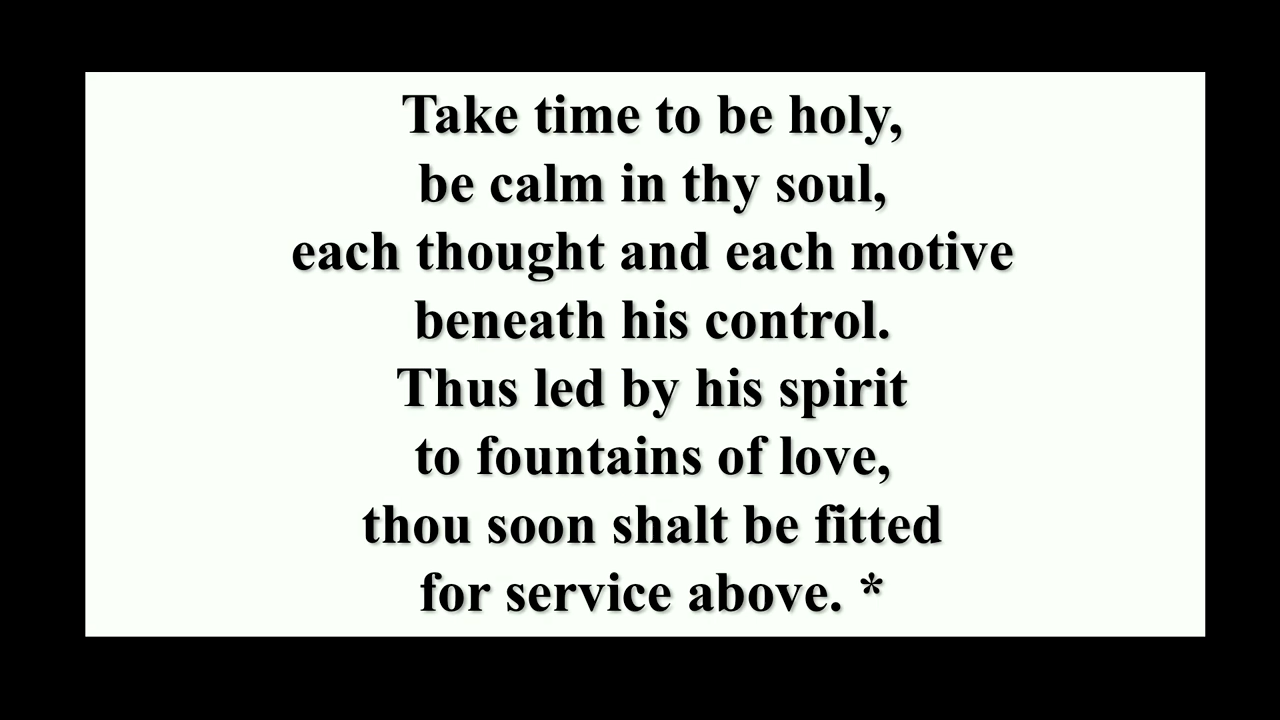 Take time to be holy,
be calm in thy soul,
each thought and each motive
beneath his control.
Thus led by his spirit
to fountains of love,
thou soon shalt be fitted
for service above. *